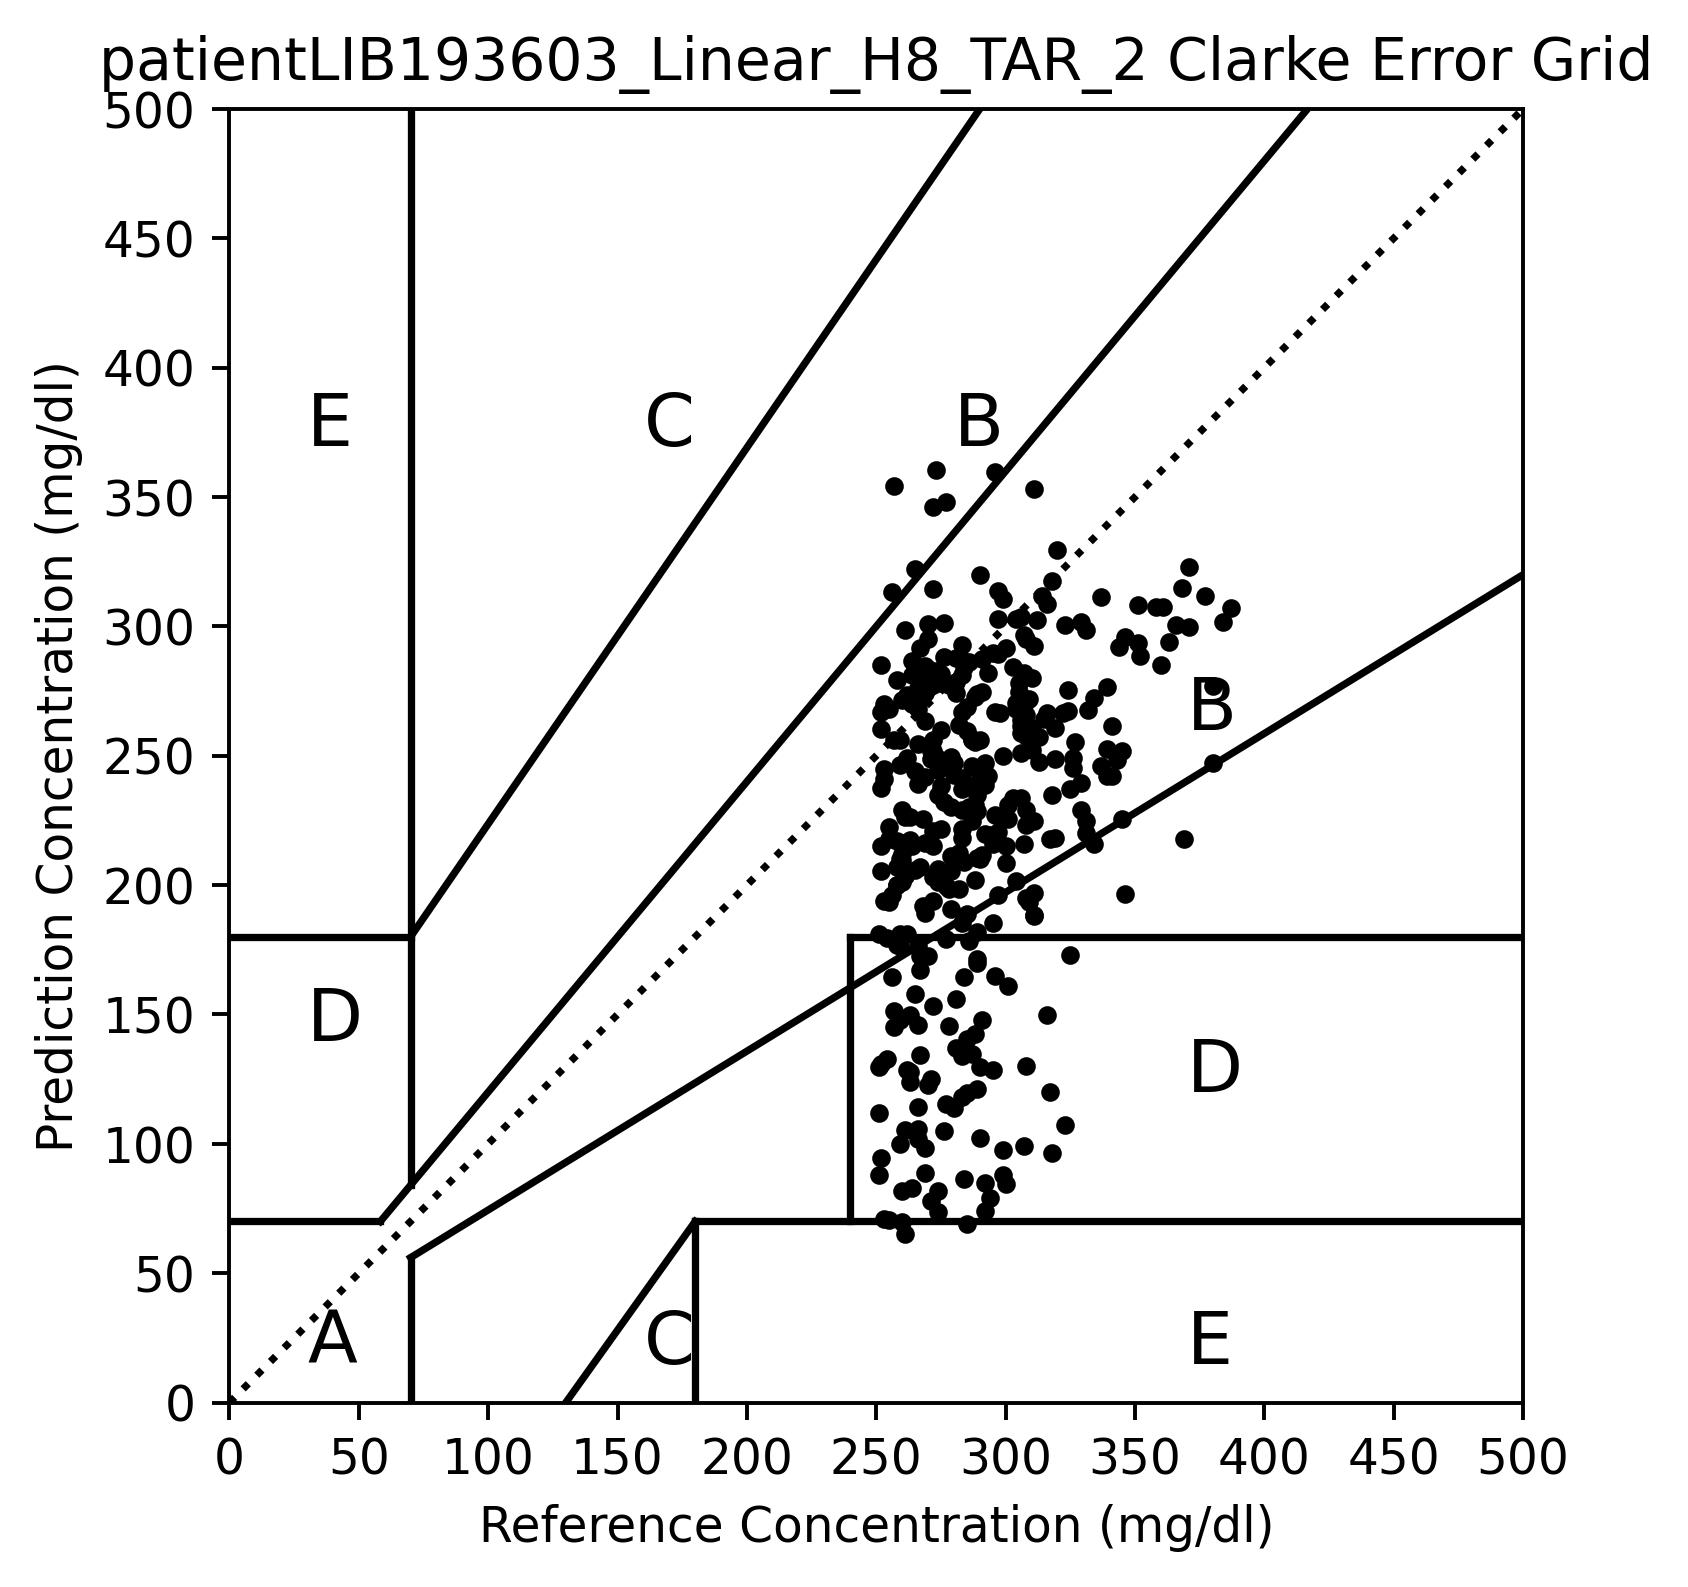 patientLIB193603_Linear_H8_TAR_2 Clarke Error Grid
Prediction Concentration (mg/dl)
500
450
400
350
300
250
200
150
100
50
0
E
C
B
B
D
D
A
C
E
0 50 100 150 200 250 300 350 400 450 500
Reference Concentration (mg/dl)